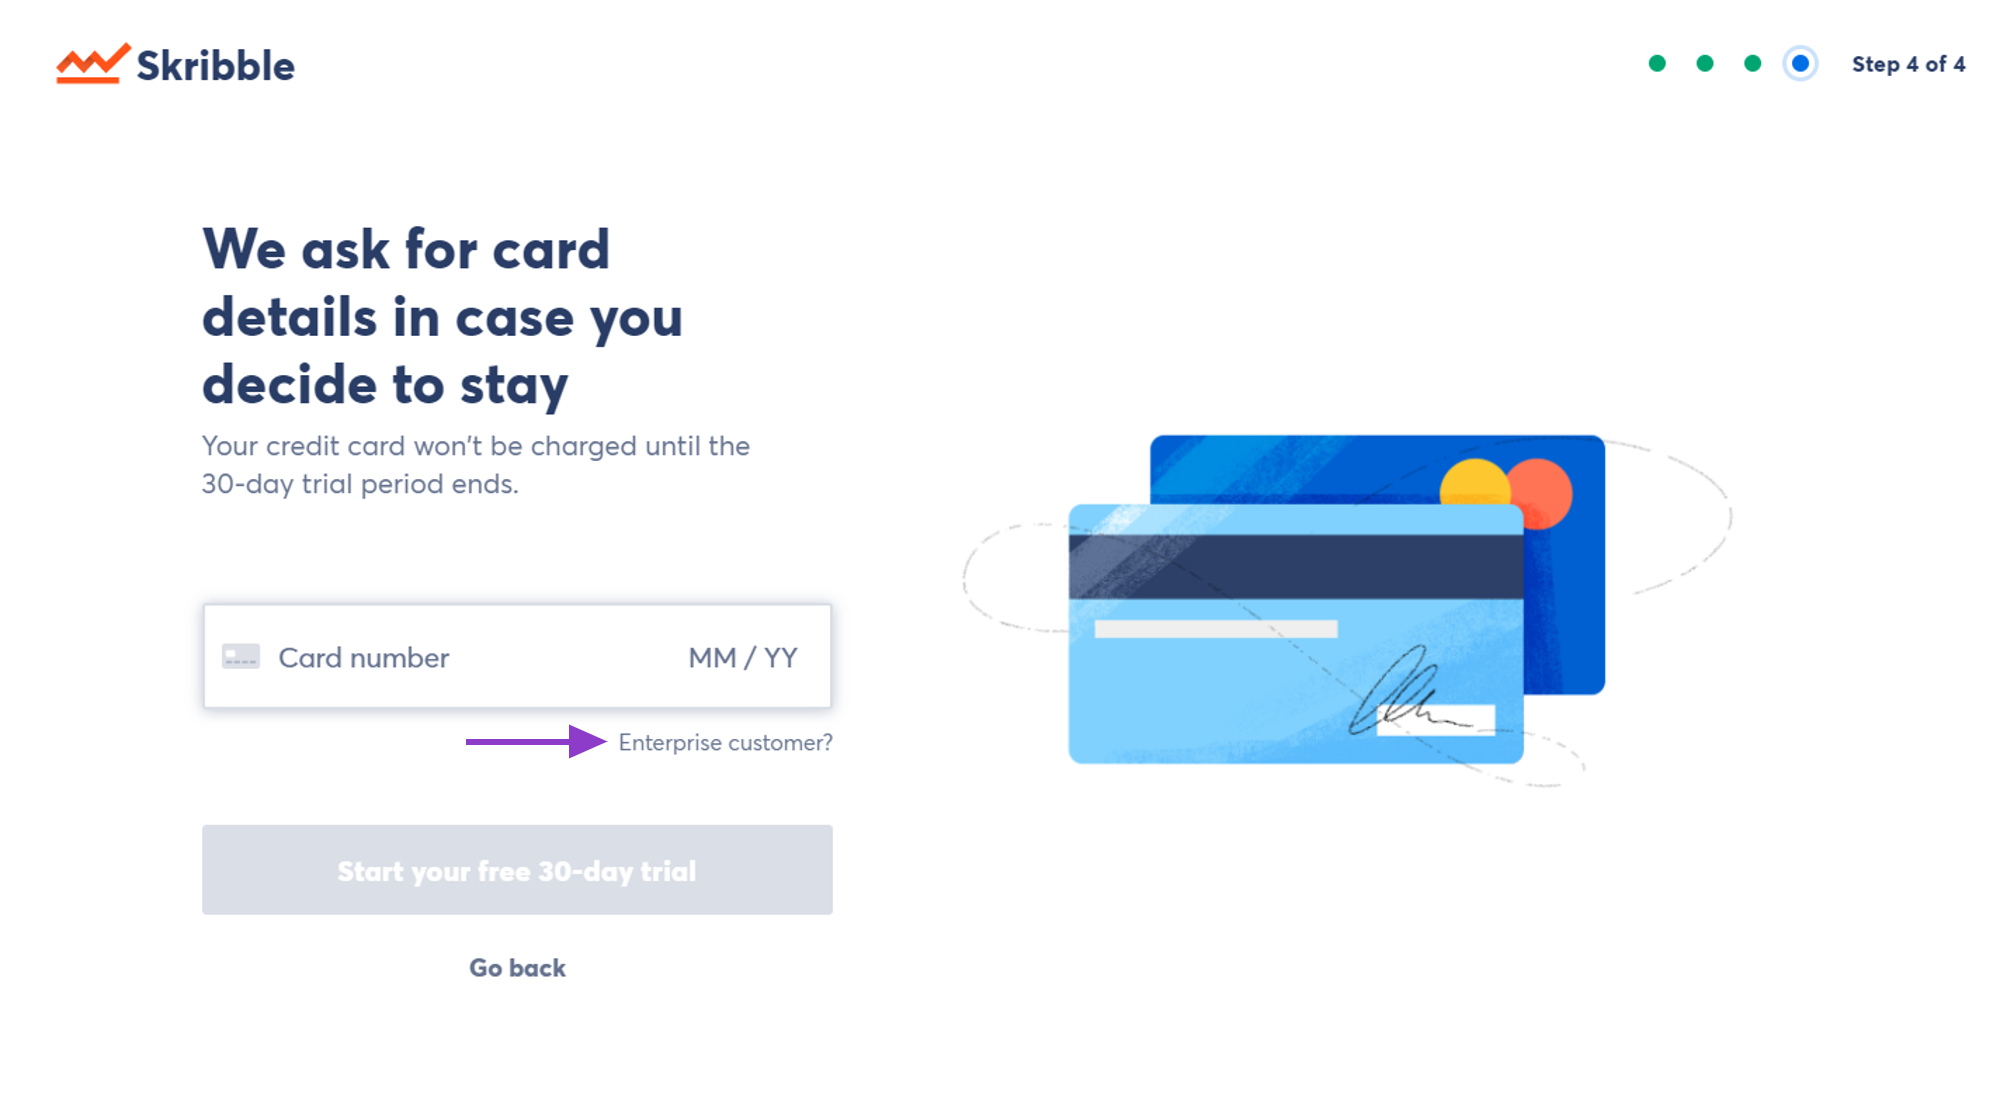 Skribble
Step 4 of 4
We ask for card
details in case you
decide to stay
Your credit card won't be charged until the
30-day trial period ends.
Card number MM / YY
Enterprise customer?
Start your free 30-day trial
Go back